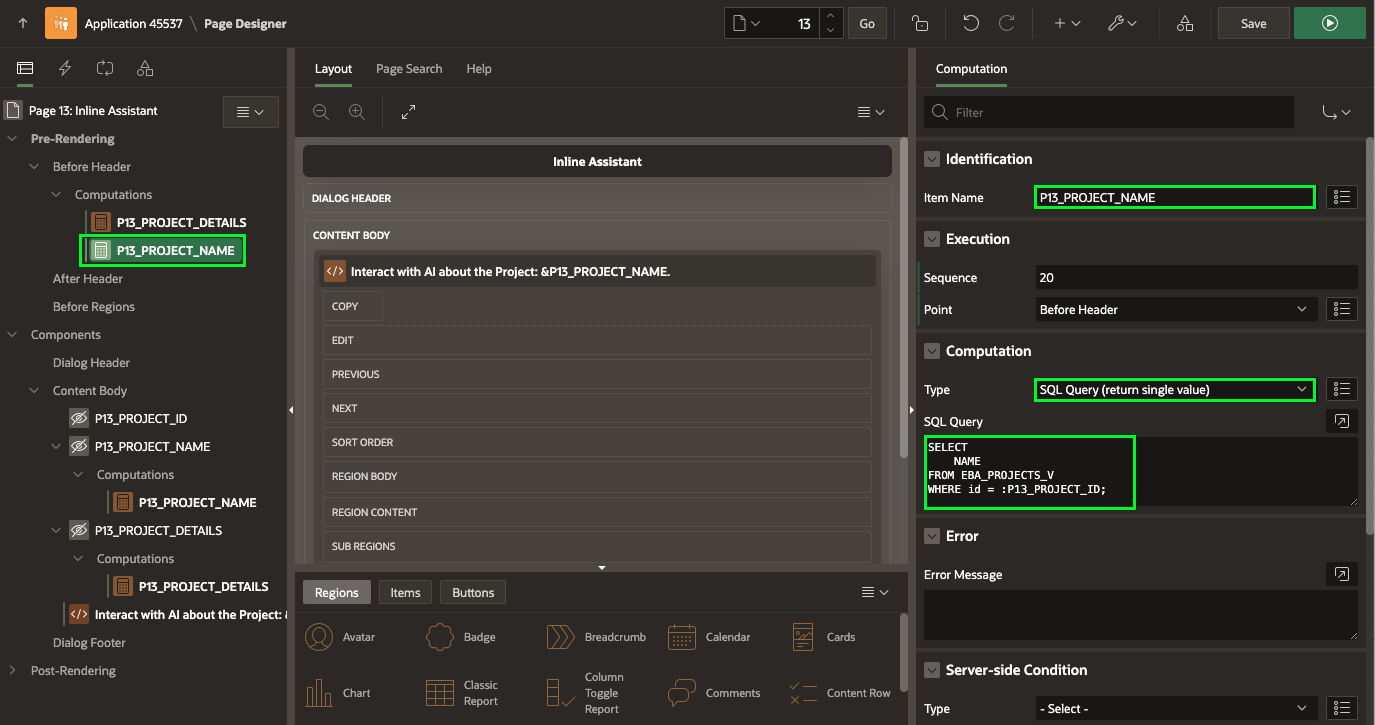 Application 45537 \ Page Designer
13
Go
Save
Page 13: Inline Assistant
Pre-Rendering
Before Header
Computations
P13_PROJECT_DETAILS
P13_PROJECT_NAME
After Header
Before Regions
Components
Dialog Header
Content Body
P13_PROJECT_ID
P13_PROJECT_NAME
Computations
P13_PROJECT_NAME
P13_PROJECT_DETAILS
Computations
P13_PROJECT_DETAILS
Interact with AI about the Project: &
Dialog Footer
Post-Rendering
Layout
Page Search
Help
Inline Assistant
DIALOG HEADER
CONTENT BODY
Interact with AI about the Project: &P13_PROJECT_NAME.
COPY
EDIT
PREVIOUS
NEXT
SORT ORDER
REGION BODY
REGION CONTENT
SUB REGIONS
Regions
Items
Buttons
Avatar
Badge
Breadcrumb
Calendar
Cards
Chart
Classic
Report
Column
Toggle
Report
Comments
Content Row
Computation
Filter
Identification
Item Name
P13_PROJECT_NAME
Execution
Sequence
20
Point
Before Header
Computation
Type
SQL Query (return single value)
SQL Query
SELECT
NAME
FROM EBA_PROJECTS_V
WHERE id = :P13_PROJECT_ID;
Error
Error Message
Server-side Condition
Type
- Select -